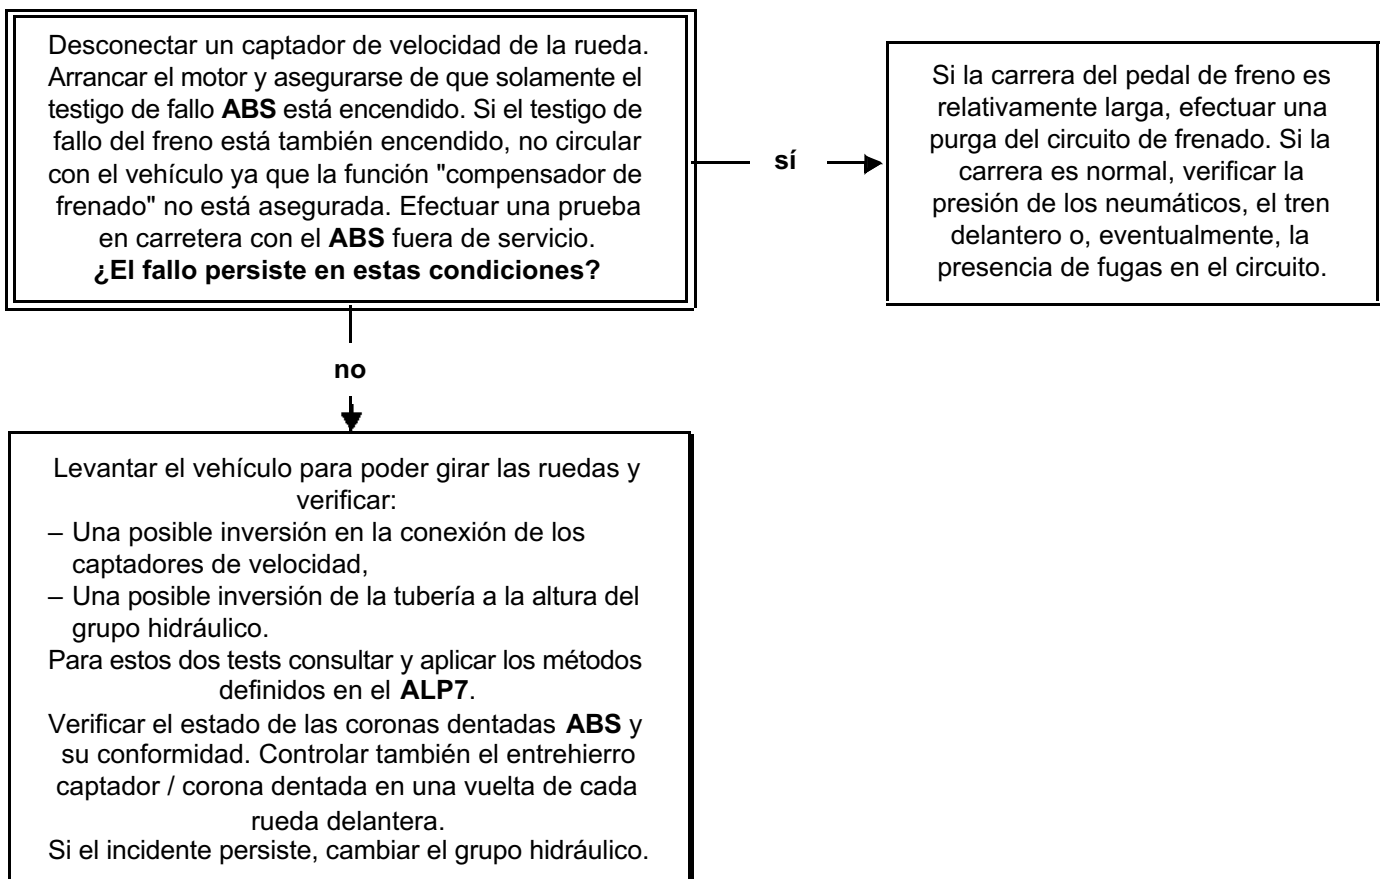 Desconectar un captador de velocidad de la rueda.
Arrancar el motor y asegurarse de que solamente el
testigo de fallo ABS está encendido. Si el testigo de
fallo del freno está también encendido, no circular
con el vehículo ya que la función "compensador de
frenado" no está asegurada. Efectuar una prueba
en carretera con el ABS fuera de servicio.
¿El fallo persiste en estas condiciones?
sí
Si la carrera del pedal de freno es
relativamente larga, efectuar una
purga del circuito de frenado. Si la
carrera es normal, verificar la
presión de los neumáticos, el tren
delantero o, eventualmente, la
presencia de fugas en el circuito.
no
Levantar el vehículo para poder girar las ruedas y
verificar:
– Una posible inversión en la conexión de los
captadores de velocidad,
– Una posible inversión de la tubería a la altura del
grupo hidráulico.
Para estos dos tests consultar y aplicar los métodos
definidos en el ALP7.
Verificar el estado de las coronas dentadas ABS y
su conformidad. Controlar también el entrehierro
captador / corona dentada en una vuelta de cada
rueda delantera.
Si el incidente persiste, cambiar el grupo hidráulico.